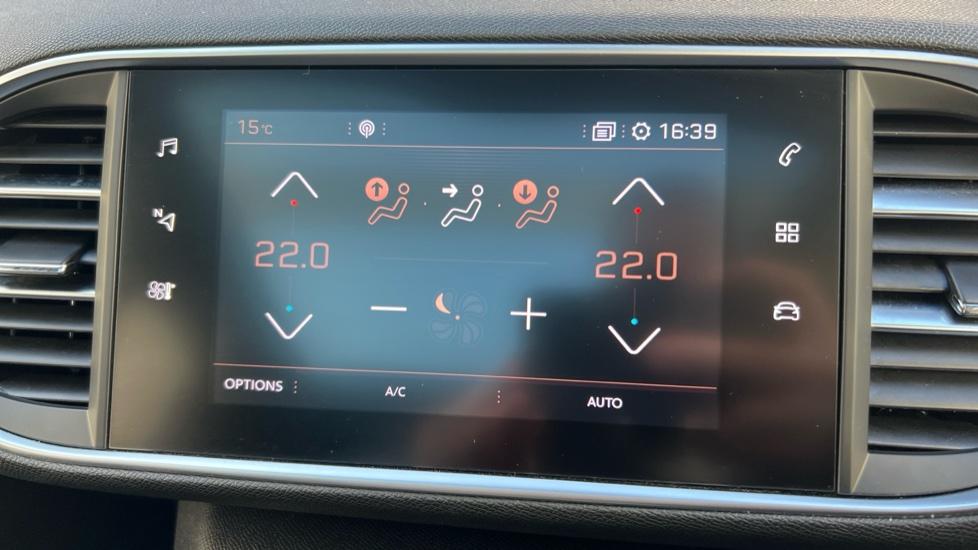 15°C
16:39
N
22.0
22.0
OPTIONS
A/C
AUTO